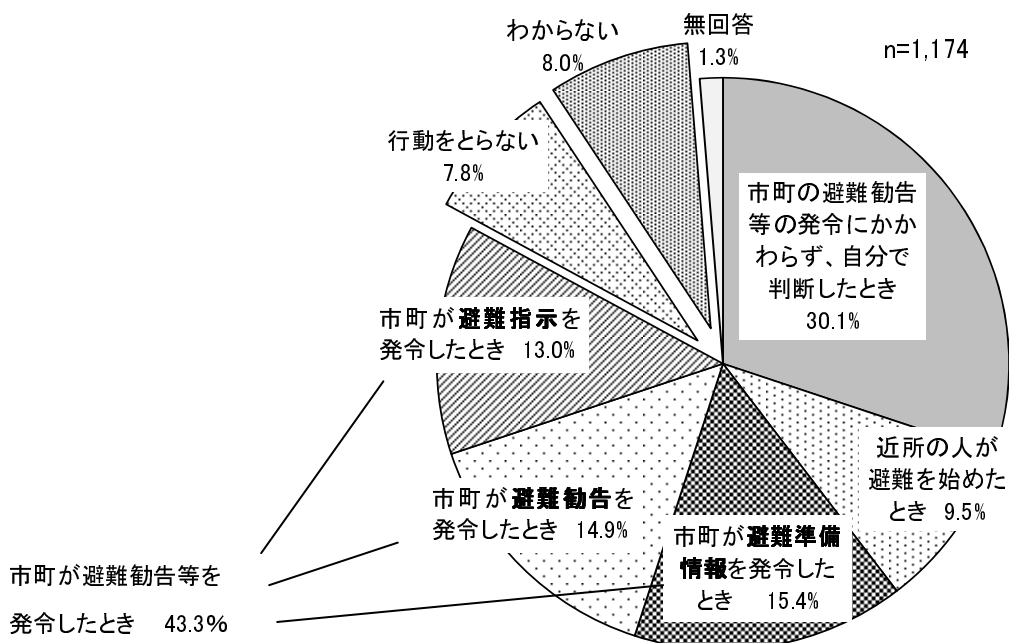 わからない
8.0%
無回答
1.3%
n=1,174
行動をとらない
7.8%
市町の避難勧告
等の発令にかか
わらず、自分で
判断したとき
30.1%
市町が避難指示を
発令したとき 13.0%
近所の人が
避難を始めた
とき 9.5%
市町が避難勧告を
発令したとき 14.9%
市町が避難準備
情報を発令した
とき 15.4%
市町が避難勧告等を
発令したとき 43.3%